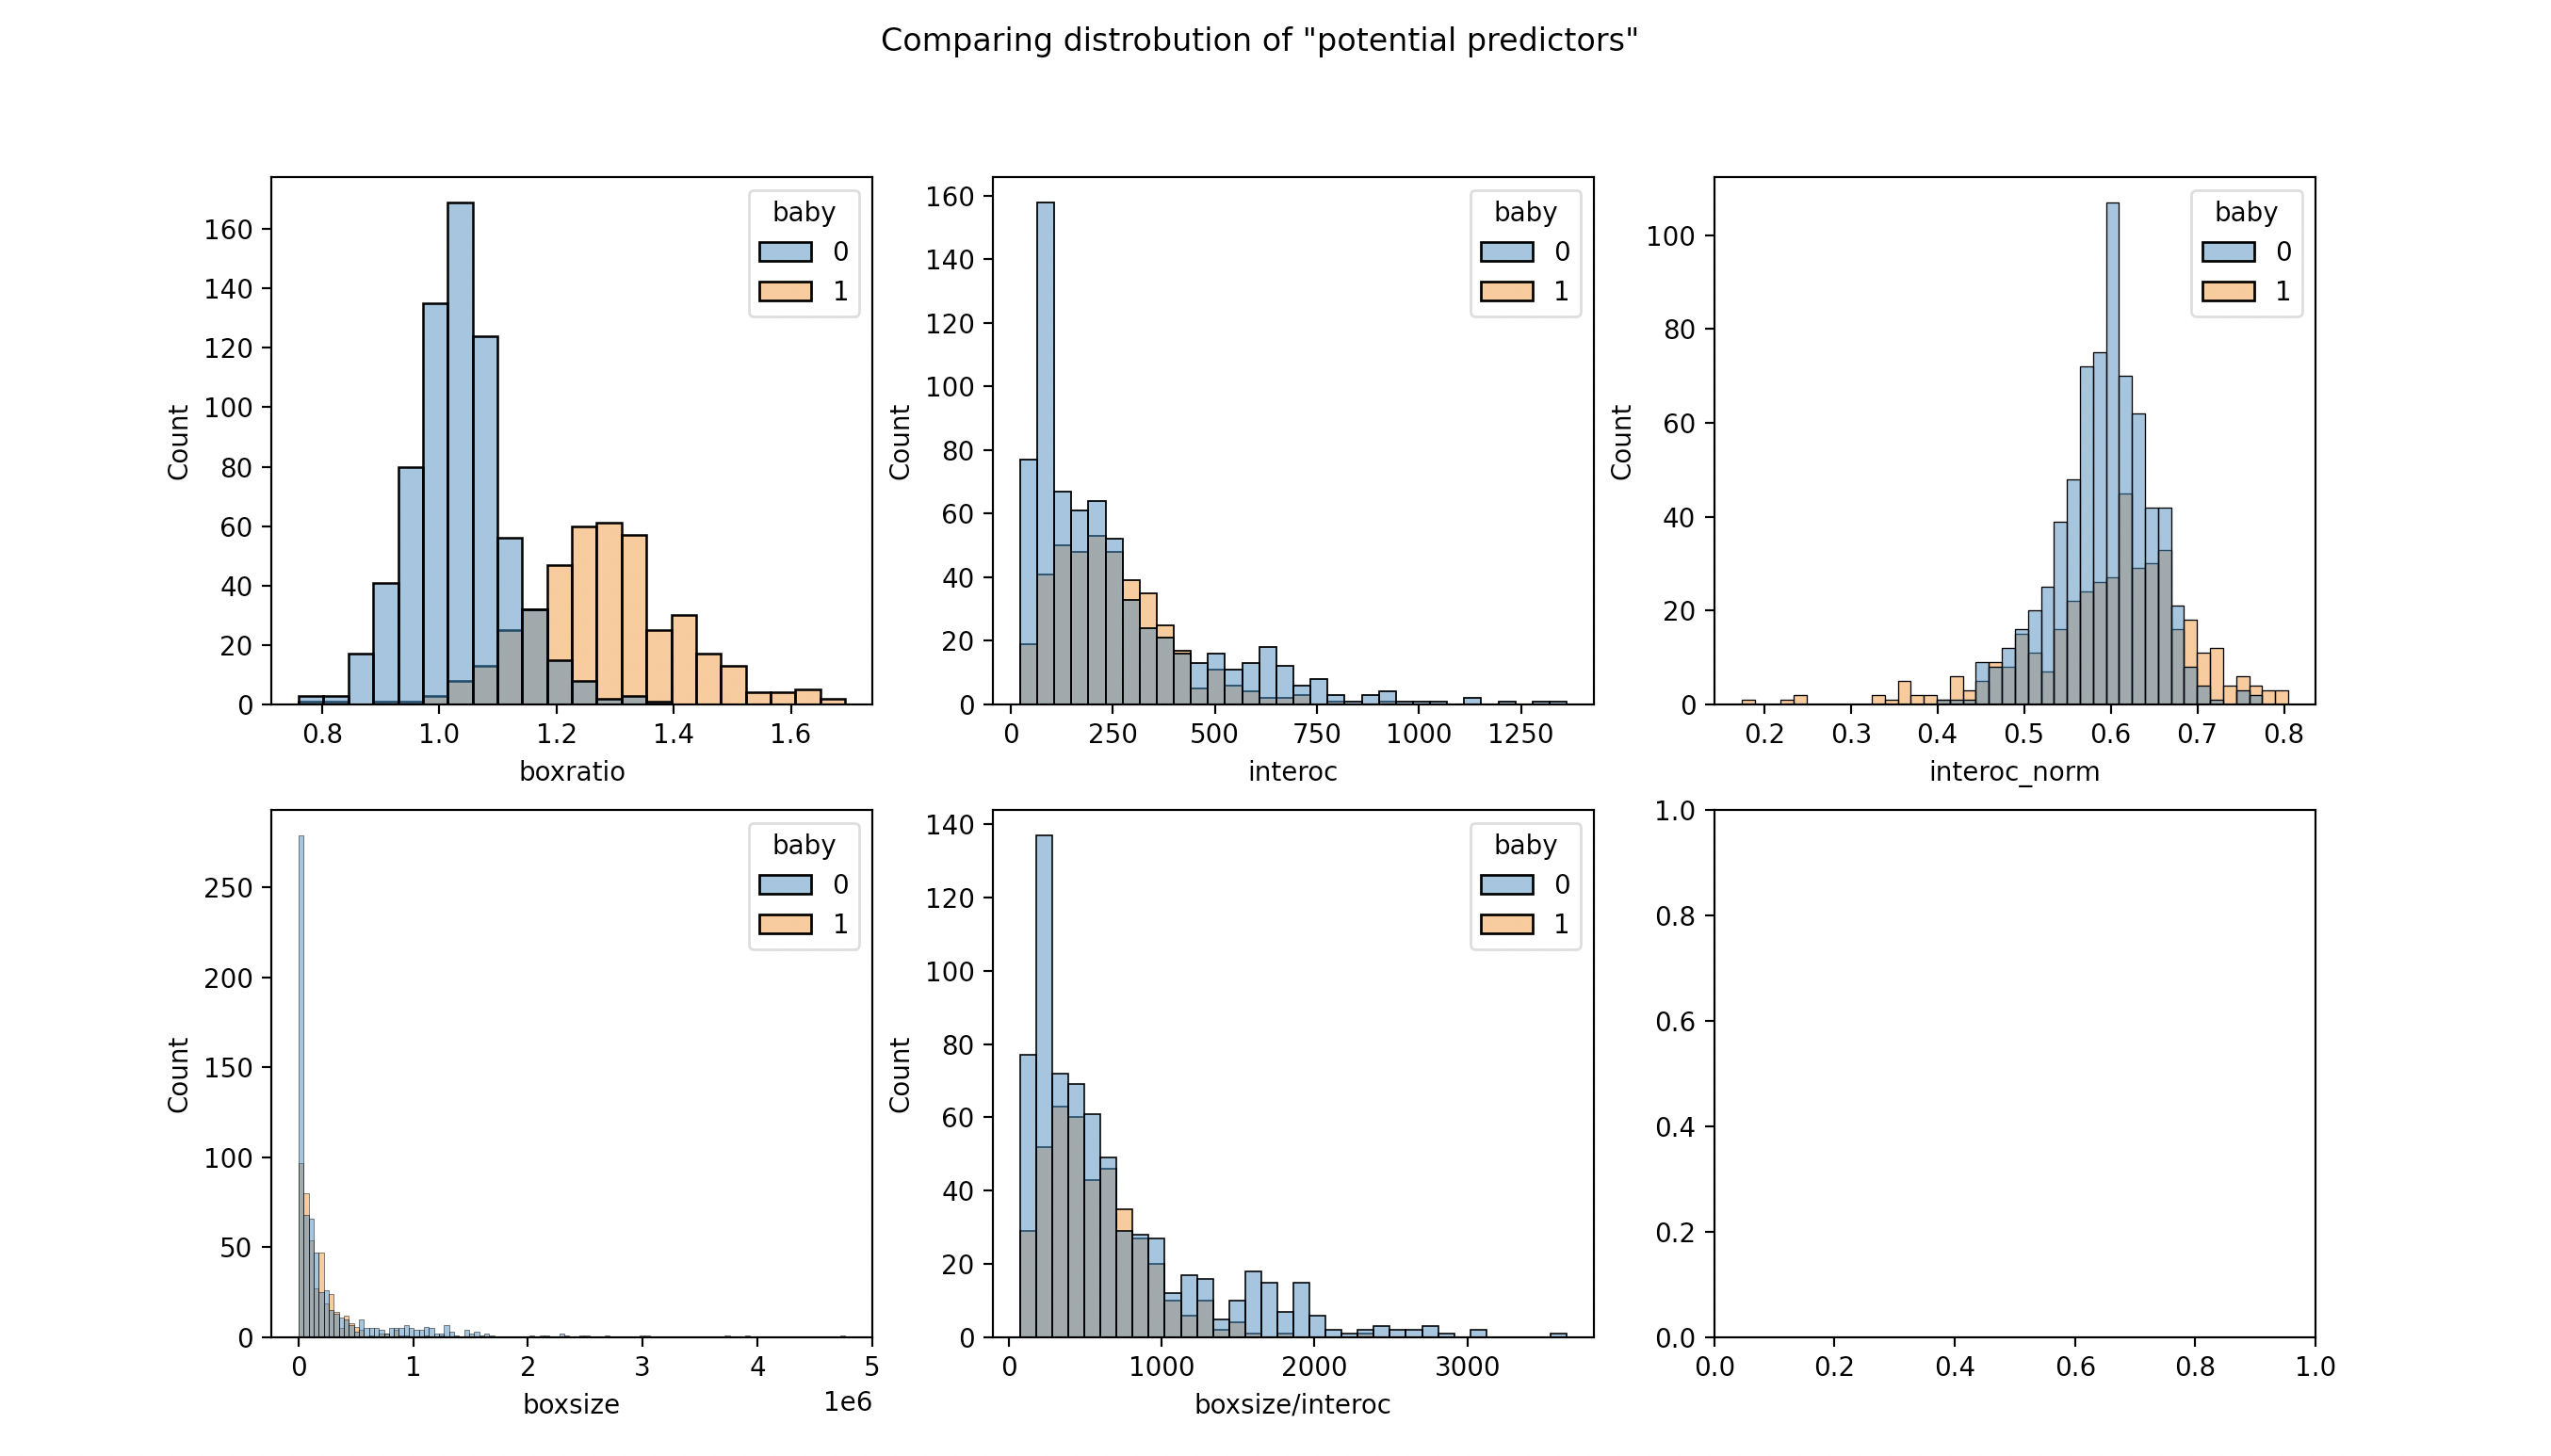 Comparing distrobution of "potential predictors"
160
140
120
100
80
60
40
20
0
Count
0.8 1.0 1.2 1.4 1.6
boxratio
baby
0
1
160
140
120
100
80
60
40
20
0
Count
0 250 500 750 1000 1250
interoc
baby
0
1
100
80
60
40
20
0
Count
0.2 0.3 0.4 0.5 0.6 0.7 0.8
interoc_norm
baby
0
1
250
200
150
100
50
0
Count
0 1 2 3 4 5
1e6
boxsize
baby
0
1
140
120
100
80
60
40
20
0
Count
0 1000 2000 3000
boxsize/interoc
baby
0
1
1.0
0.8
0.6
0.4
0.2
0.0
0.0 0.2 0.4 0.6 0.8 1.0